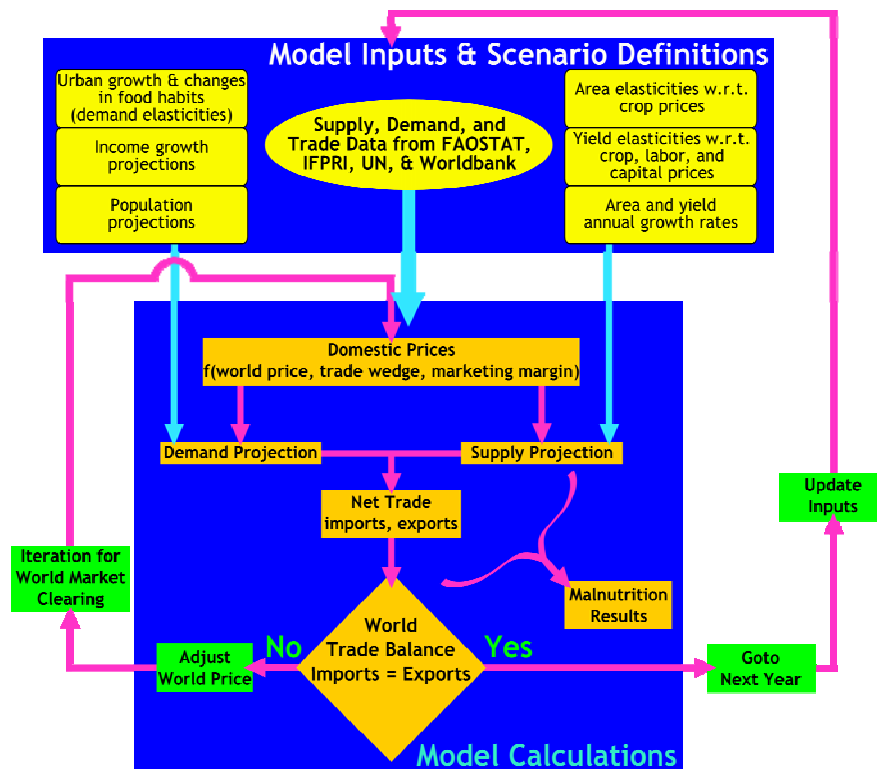 Model Inputs & Scenario Definitions
Urban growth & changes
in food habits
(demand elasticities)
Income growth
projections
Population
projections
Supply, Demand, and
Trade Data from FAOSTAT,
IFPRI, UN, & Worldbank
Area elasticities w.r.t.
crop prices
Yield elasticities w.r.t.
crop, labor, and
capital prices
Area and yield
annual growth rates
Domestic Prices
f(world price, trade wedge, marketing margin)
Demand Projection
Supply Projection
Net Trade
imports, exports
Update
Inputs
Iteration for
World Market
Clearing
Malnutrition
Results
World
Trade Balance
Imports = Exports
No
Yes
Adjust
World Price
Goto
Next Year
Model Calculations